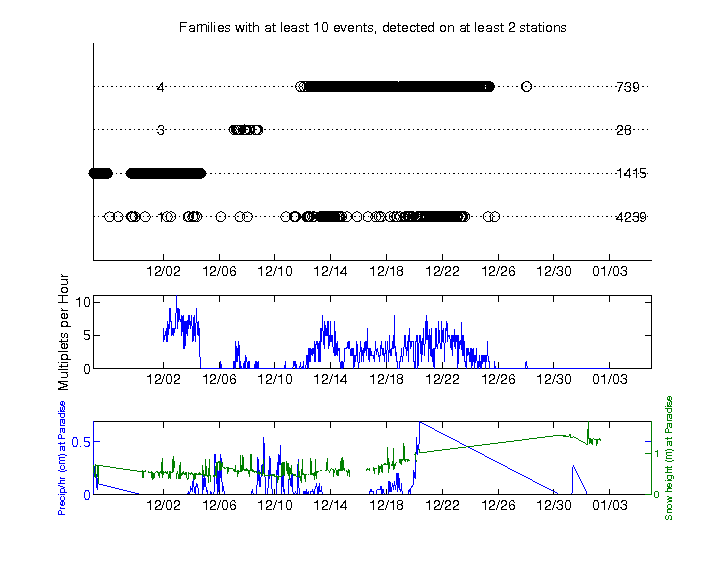 Families with at least 10 events, detected on at least 2 stations
4 739
3 26
1415
1 4239
12/02 12/06 12/10 12/14 12/18 12/22 12/26 12/30 01/03
Multiplets per Hour
10
5
0
12/02 12/06 12/10 12/14 12/18 12/22 12/26 12/30 01/03
Precip/hr (cm) at Paradise
0.5
0
1
0
Snow height (m) at Paradise
12/02 12/06 12/10 12/14 12/18 12/22 12/26 12/30 01/03